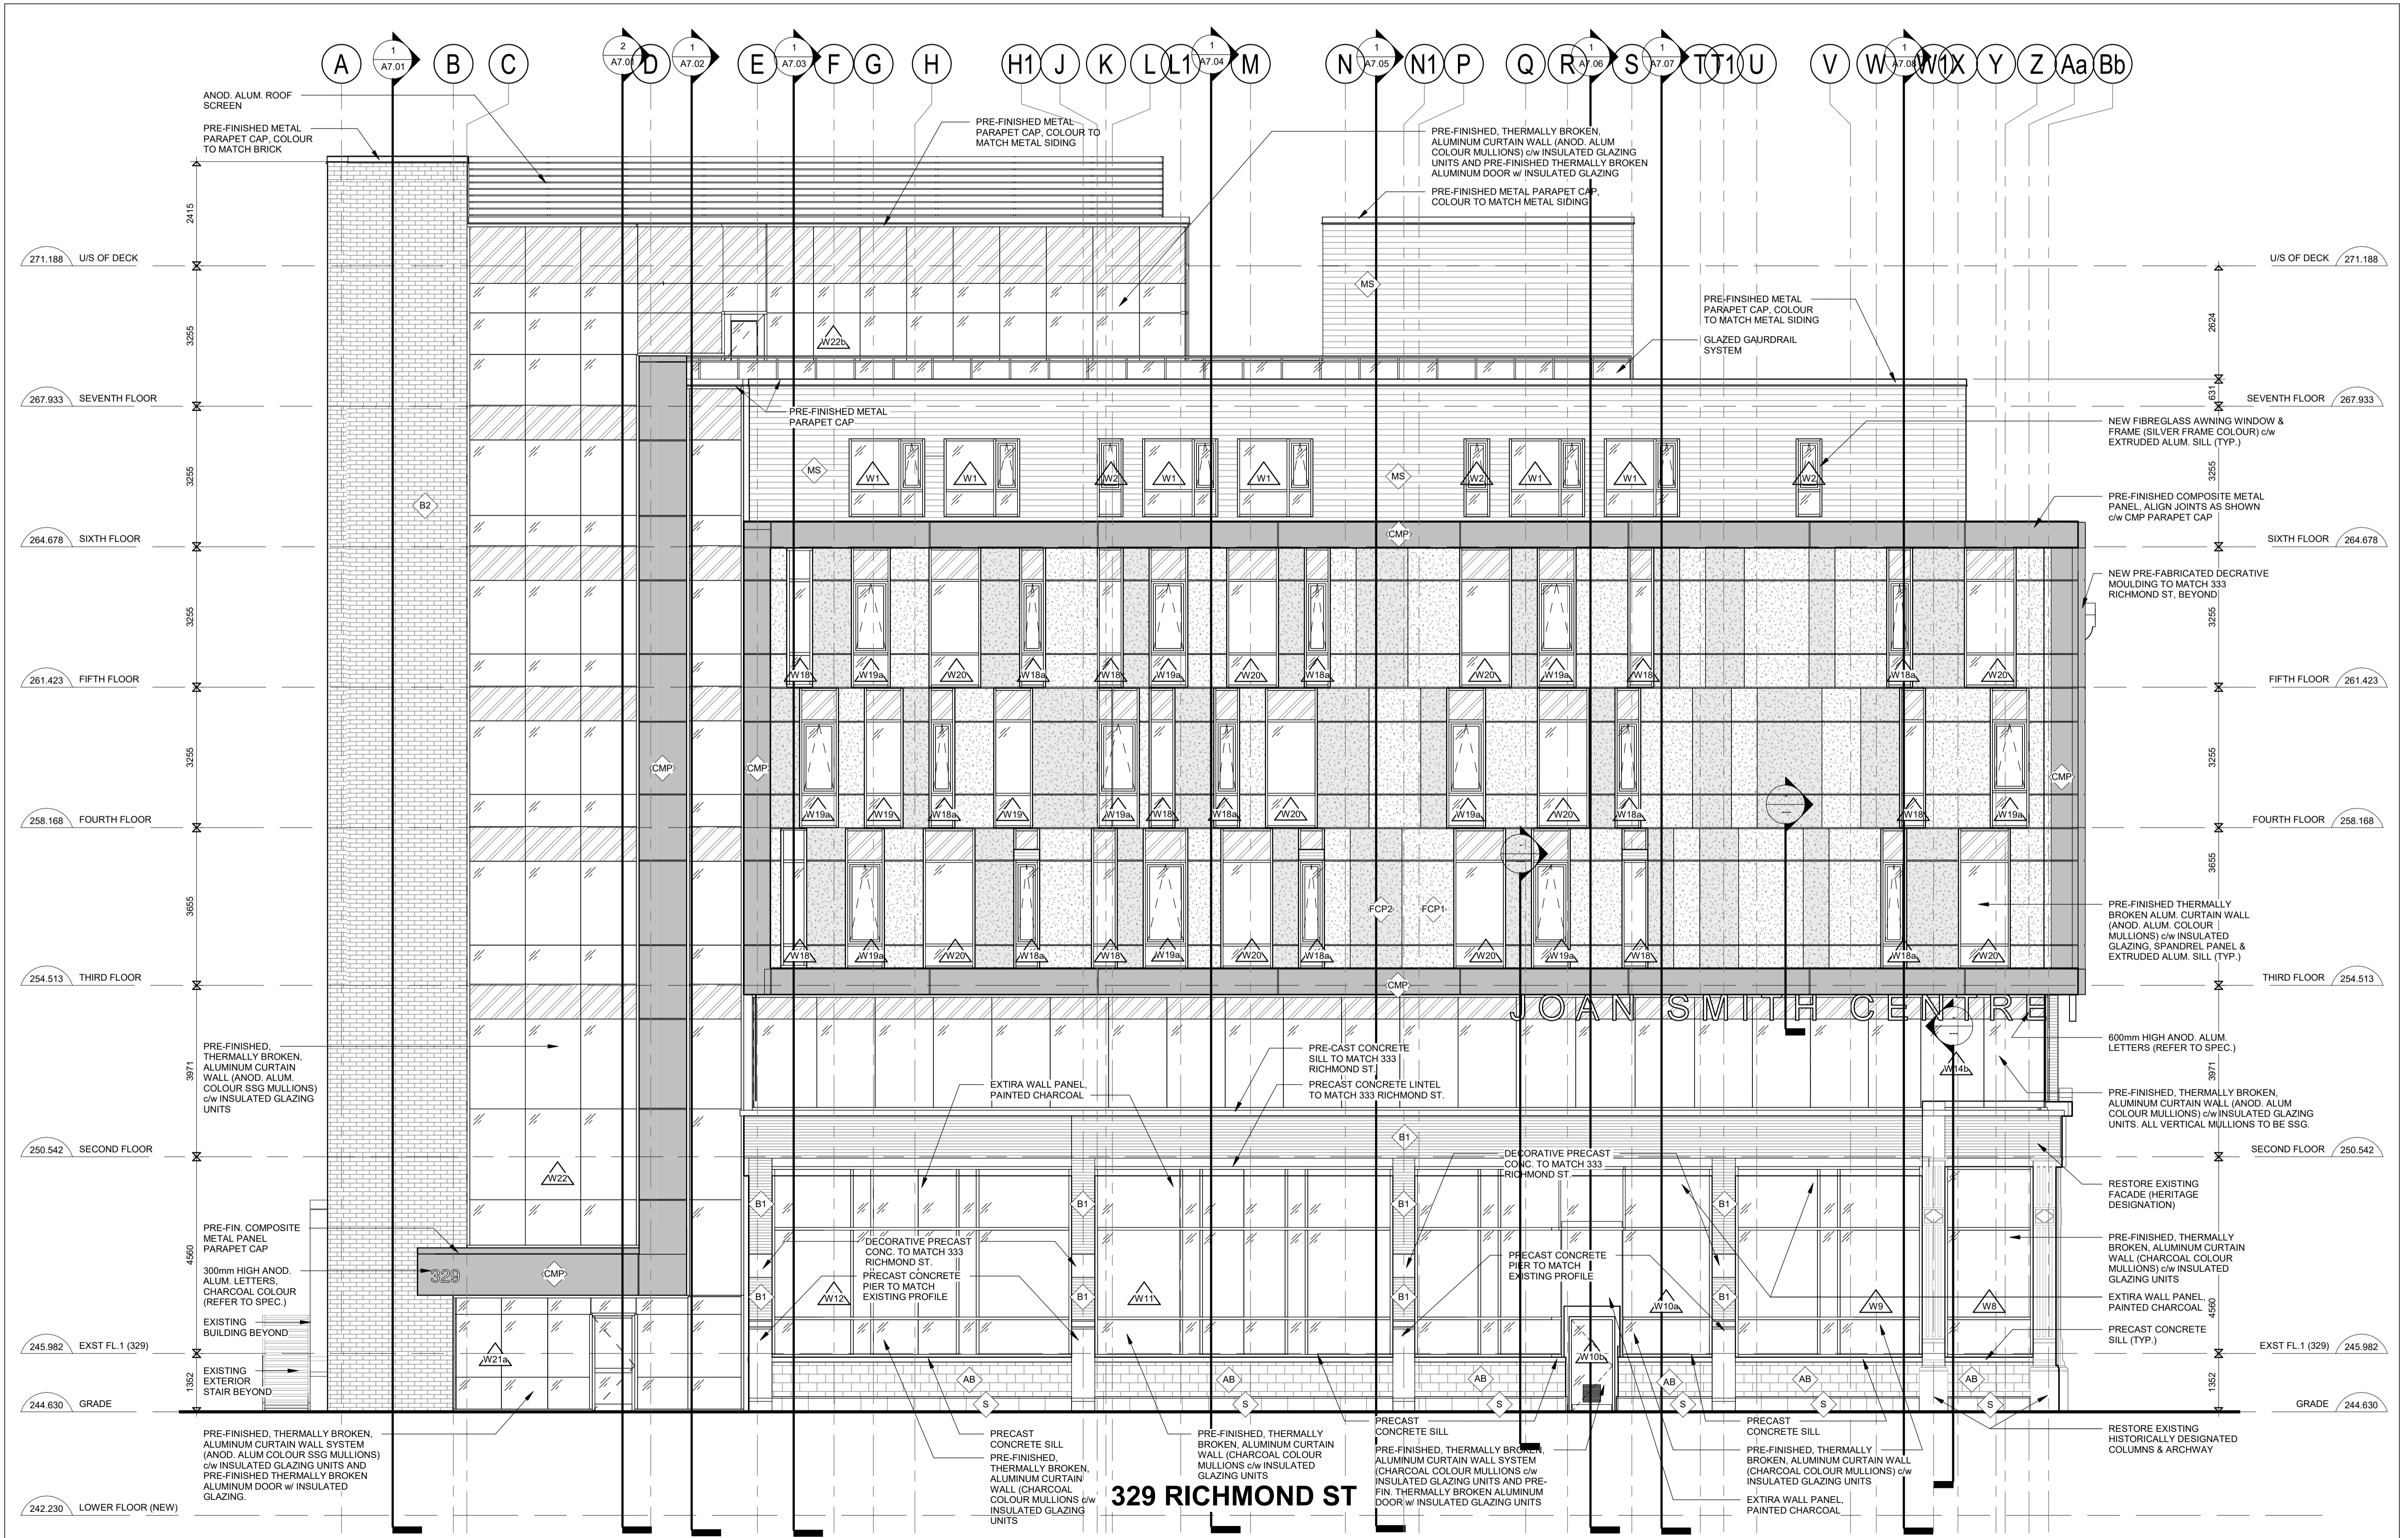 A
1
A7.01
B
C
2
A7.01
D
1
A7.02
E
1
A7.03
F
G
H
H1
J
K
L
L1
1
A7.04
M
N
1
A7.05
N1
P
Q
R
1
A7.06
S
1
A7.07
T
T1
U
V
W
1
A7.08
W1
X
Y
Z
Aa
Bb
ANOD. ALUM. ROOF
SCREEN
PRE-FINISHED METAL
PARAPET CAP, COLOUR
TO MATCH BRICK
PRE-FINISHED METAL
PARAPET CAP, COLOUR TO
MATCH METAL SIDING
PRE-FINISHED, THERMALLY BROKEN,
ALUMINUM CURTAIN WALL (ANOD. ALUM
COLOUR MULLIONS) c/w INSULATED GLAZING
UNITS AND PRE-FINISHED THERMALLY BROKEN
ALUMINUM DOOR w/ INSULATED GLAZING
PRE-FINISHED METAL PARAPET CAP,
COLOUR TO MATCH METAL SIDING
2415
271.188 U/S OF DECK
U/S OF DECK 271.188
MS
PRE-FINSIHED METAL
PARAPET CAP, COLOUR
TO MATCH METAL SIDING
GLAZED GAURDRAIL
SYSTEM
3255
2624
W22b
631
267.933 SEVENTH FLOOR
SEVENTH FLOOR 267.933
PRE-FINISHED METAL
PARAPET CAP
NEW FIBREGLASS AWNING WINDOW &
FRAME (SILVER FRAME COLOUR) c/w
EXTRUDED ALUM. SILL (TYP.)
3255
3255
B2
MS
W1
W1
W2
W1
W1
MS
W2
W1
W1
W2
PRE-FINISHED COMPOSITE METAL
PANEL, ALIGN JOINTS AS SHOWN
c/w CMP PARAPET CAP
CMP
264.678 SIXTH FLOOR
SIXTH FLOOR 264.678
NEW PRE-FABRICATED DECRATIVE
MOULDING TO MATCH 333
RICHMOND ST, BEYOND
3255
3255
W18
W19a
W20
W18a
W18
W19a
W20
W18a
W20
W19a
W18
W18a
W20
261.423 FIFTH FLOOR
FIFTH FLOOR 261.423
3255
3255
CMP
CMP
CMP
W19a
W19
W18a
W19
W19a
W18
W18a
W20
W19a
W20
W18a
W18
W19a
258.168 FOURTH FLOOR
FOURTH FLOOR 258.168
3655
3655
FCP2
FCP1
PRE-FINISHED THERMALLY
BROKEN ALUM. CURTAIN WALL
(ANOD. ALUM. COLOUR
MULLIONS) c/w INSULATED
GLAZING, SPANDREL PANEL &
EXTRUDED ALUM. SILL (TYP.)
W18
W19a
W20
W18a
W18
W19a
W20
W18a
W20
W19a
W18
W18a
W20
254.513 THIRD FLOOR
CMP
THIRD FLOOR 254.513
JOAN SMITH CENTRE
600mm HIGH ANOD. ALUM.
LETTERS (REFER TO SPEC.)
PRE-FINISHED,
THERMALLY BROKEN,
ALUMINUM CURTAIN
WALL (ANOD. ALUM.
COLOUR SSG MULLIONS)
c/w INSULATED GLAZING
UNITS
3971
3971
EXTIRA WALL PANEL,
PAINTED CHARCOAL
PRE-CAST CONCRETE
SILL TO MATCH 333
RICHMOND ST.
PRECAST CONCRETE LINTEL
TO MATCH 333 RICHMOND ST.
W14b
PRE-FINISHED, THERMALLY BROKEN,
ALUMINUM CURTAIN WALL (ANOD. ALUM
COLOUR MULLIONS) c/w INSULATED GLAZING
UNITS. ALL VERTICAL MULLIONS TO BE SSG.
B1
250.542 SECOND FLOOR
SECOND FLOOR 250.542
W22
DECORATIVE PRECAST
CONC. TO MATCH 333
RICHMOND ST.
RESTORE EXISTING
FACADE (HERITAGE
DESIGNATION)
B1
B1
B1
B1
PRE-FIN. COMPOSITE
METAL PANEL
PARAPET CAP
4560
4560
DECORATIVE PRECAST
CONC. TO MATCH 333
RICHMOND ST.
PRECAST CONCRETE
PIER TO MATCH
EXISTING PROFILE
PRECAST CONCRETE
PIER TO MATCH
EXISTING PROFILE
PRE-FINISHED, THERMALLY
BROKEN, ALUMINUM CURTAIN
WALL (CHARCOAL COLOUR
MULLIONS) c/w INSULATED
GLAZING UNITS
300mm HIGH ANOD.
ALUM. LETTERS,
CHARCOAL COLOUR
(REFER TO SPEC.)
329
CMP
B1
W12
B1
W11
B1
W10a
B1
W9
W8
EXTIRA WALL PANEL,
PAINTED CHARCOAL
EXISTING
BUILDING BEYOND
PRECAST CONCRETE
SILL (TYP.)
245.982 EXST FL.1 (329)
EXST FL.1 (329) 245.982
W21a
W10b
EXISTING
EXTERIOR
STAIR BEYOND
1352
1352
AB
AB
AB
AB
AB
AB
S
S
S
S
S
S
244.630 GRADE
GRADE 244.630
PRE-FINISHED, THERMALLY BROKEN,
ALUMINUM CURTAIN WALL SYSTEM
(ANOD. ALUM COLOUR SSG MULLIONS)
c/w INSULATED GLAZING UNITS AND
PRE-FINISHED THERMALLY BROKEN
ALUMINUM DOOR w/ INSULATED
GLAZING.
PRECAST
CONCRETE SILL
PRE-FINISHED,
THERMALLY BROKEN,
ALUMINUM CURTAIN
WALL (CHARCOAL
COLOUR MULLIONS c/w
INSULATED GLAZING
UNITS
PRE-FINISHED, THERMALLY
BROKEN, ALUMINUM CURTAIN
WALL (CHARCOAL COLOUR
MULLIONS c/w INSULATED
GLAZING UNITS
PRECAST
CONCRETE SILL
PRE-FINISHED, THERMALLY BROKEN,
ALUMINUM CURTAIN WALL SYSTEM
(CHARCOAL COLOUR MULLIONS c/w
INSULATED GLAZING UNITS AND PRE-
FIN. THERMALLY BROKEN ALUMINUM
DOOR w/ INSULATED GLAZING UNITS
PRECAST
CONCRETE SILL
PRE-FINISHED, THERMALLY
BROKEN, ALUMINUM CURTAIN WALL
(CHARCOAL COLOUR MULLIONS) c/w
INSULATED GLAZING UNITS
EXTIRA WALL PANEL,
PAINTED CHARCOAL
RESTORE EXISTING
HISTORICALLY DESIGNATED
COLUMNS & ARCHWAY
329 RICHMOND ST
242.230 LOWER FLOOR (NEW)